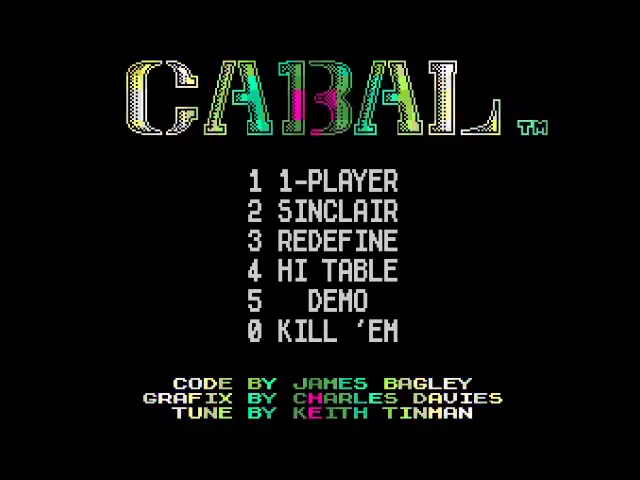 CABAL TM
1 1-PLAYER
2 SINCLAIR
3 REDEFINE
4 HI TABLE
5 DEMO
0 KILL 'EM
CODE BY JAMES BAGLEY
GRAFIX BY CHARLES DAVIES
TUNE BY KEITH TINMAN